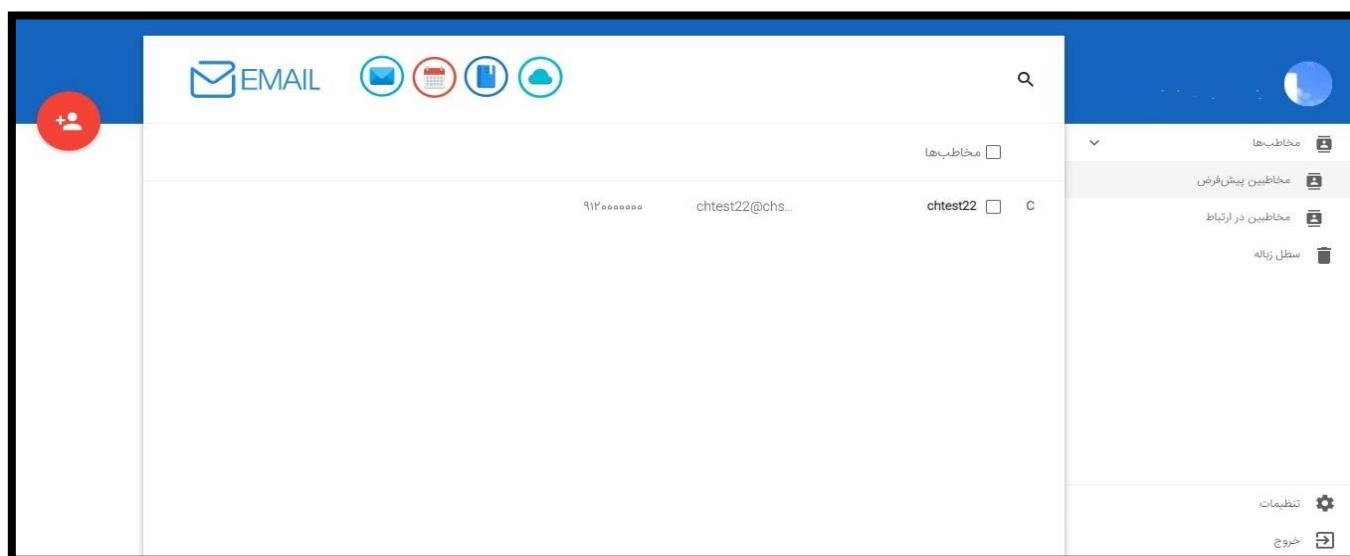 EMAIL
مخاطب‌ها
مخاطبین پیش‌فرض
مخاطبین در ارتباط
سطل زباله
تنظیمات
خروج
مخاطب‌ها
C
chtest22
chtest22@chs...
۹۱۲۰۰۰۰۰۰۰